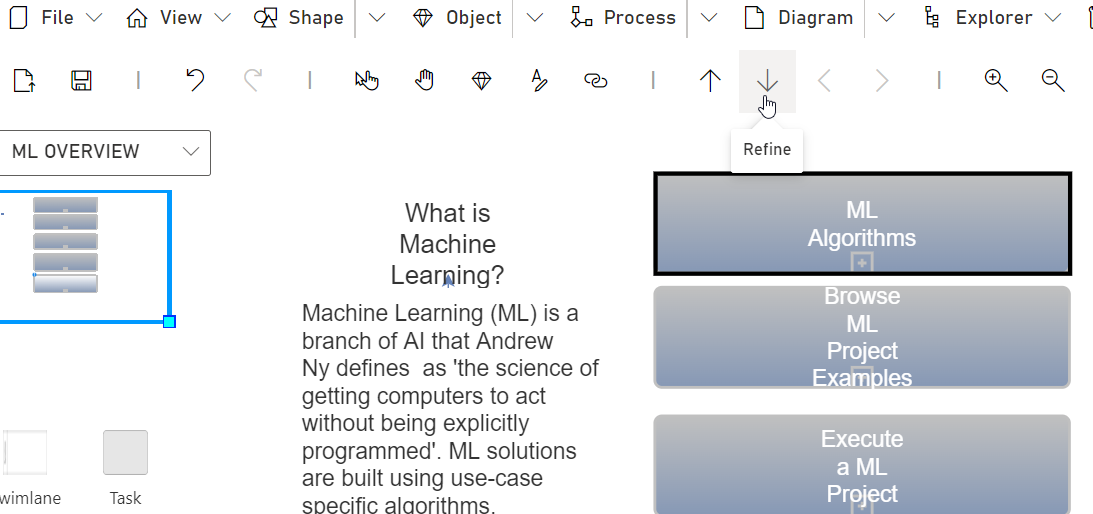 File View Shape Object Process Diagram Explorer
Refine
ML OVERVIEW
What is
Machine
Learning?
Machine Learning (ML) is a
branch of AI that Andrew
Ny defines as 'the science of
getting computers to act
without being explicitly
programmed'. ML solutions
are built using use-case
specific algorithms.
ML
Algorithms
Browse
ML
Project
Examples
Execute
a ML
Project
wimlane Task